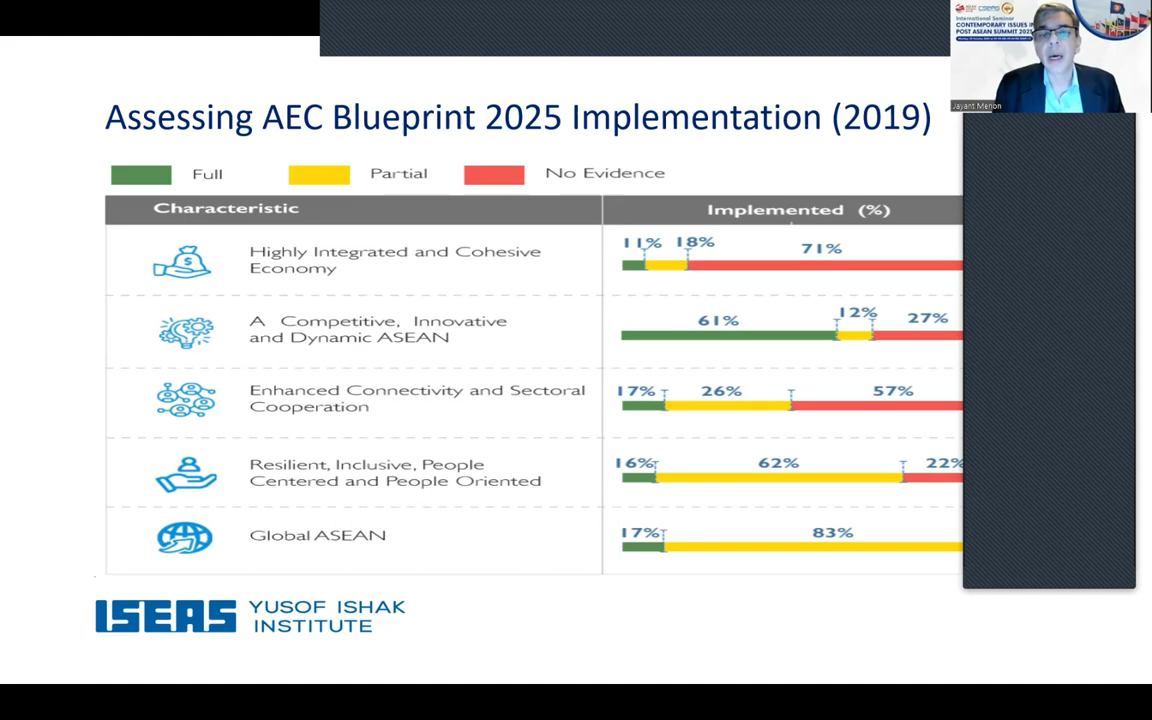 International Seminar
CONTEMPORARY ISSUES IN
POST ASEAN SUMMIT 202
Jayant Menon
Assessing AEC Blueprint 2025 Implementation (2019)
Full
Partial
No Evidence
Characteristic
Implemented (%)
Highly Integrated and Cohesive
Economy
11% 18% 71%
A Competitive, Innovative
and Dynamic ASEAN
61% 12% 27%
Enhanced Connectivity and Sectoral
Cooperation
17% 26% 57%
Resilient, Inclusive, People
Centered and People Oriented
16% 62% 22%
Global ASEAN
17% 83%
ISEAS YUSOF ISHAK
INSTITUTE